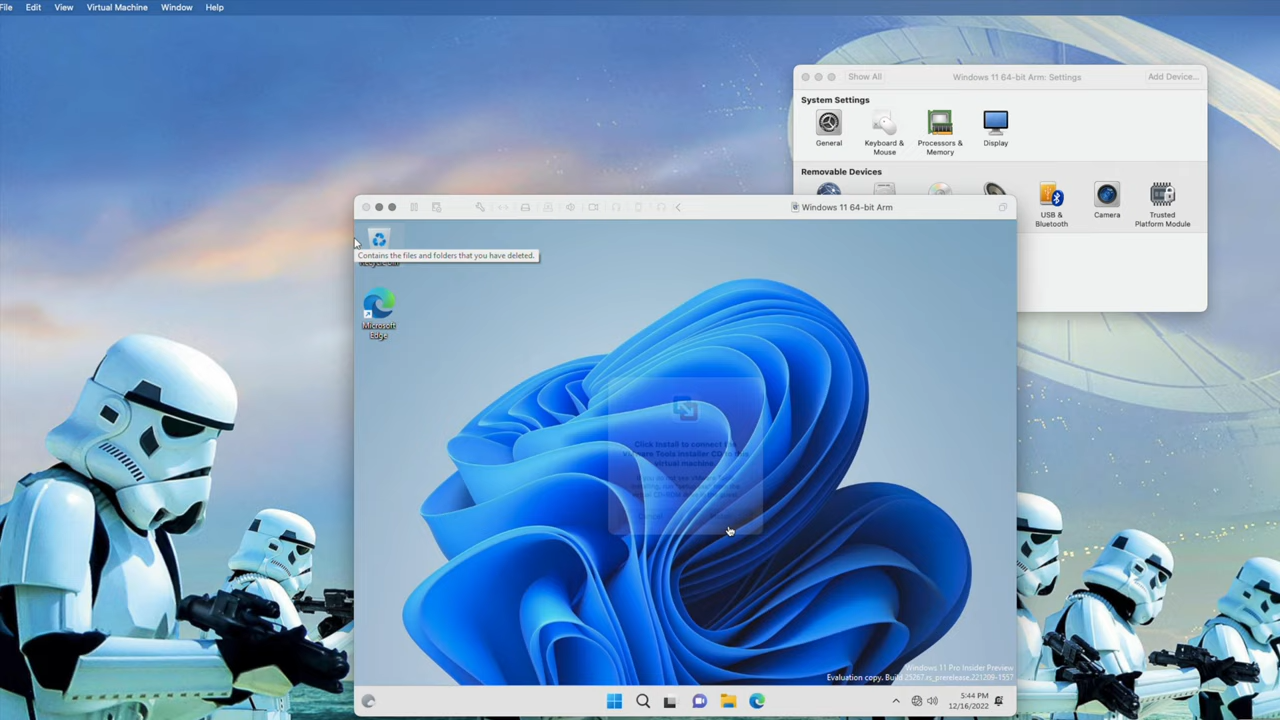 File Edit View Virtual Machine Window Help
Show All Windows 11 64-bit Arm: Settings Add Device...
System Settings
General
Keyboard & Mouse
Processors & Memory
Display
Removable Devices
USB & Bluetooth
Camera
Trusted Platform Module
Windows 11 64-bit Arm
Contains the files and folders that you have deleted.
Microsoft Edge
Click Install to connect the
VMware Tools installer CD to this
virtual machine.
Windows 11 Pro Insider Preview
Evaluation copy. Build 25267.rs_prerelease.221209-1557
5:44 PM
12/16/2022